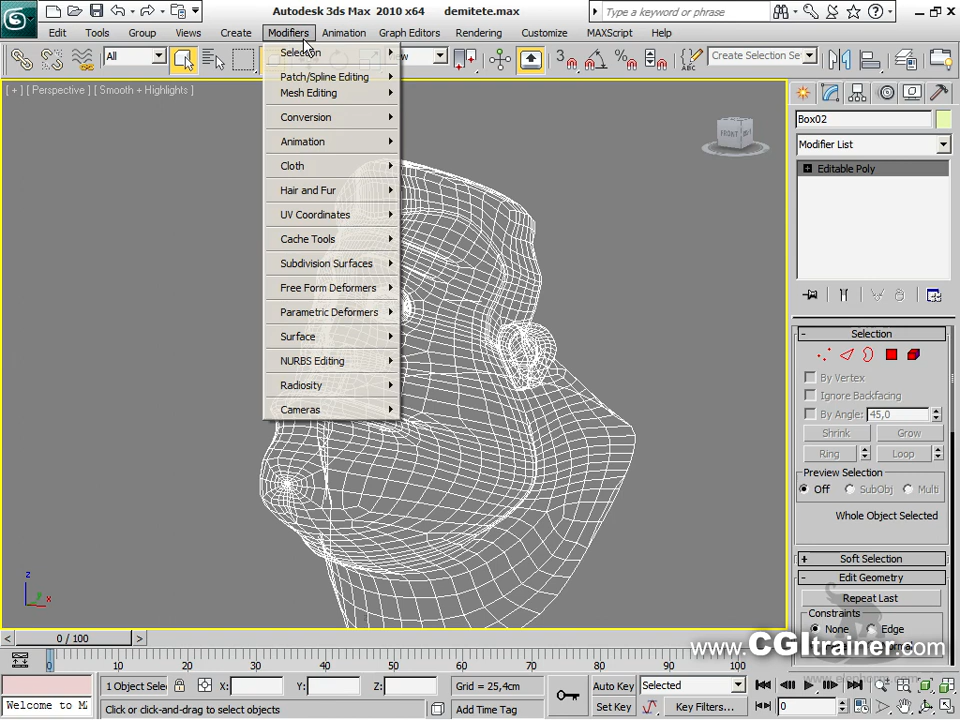 Autodesk 3ds Max 2010 x64 demitete.max
Type a keyword or phrase
Edit Tools Group Views Create Modifiers Animation Graph Editors Rendering Customize MAXScript Help
All
Create Selection Se
[ + ] [ Perspective ] [ Smooth + Highlights ]
Selection
Patch/Spline Editing
Mesh Editing
Conversion
Animation
Cloth
Hair and Fur
UV Coordinates
Cache Tools
Subdivision Surfaces
Free Form Deformers
Parametric Deformers
Surface
NURBS Editing
Radiosity
Cameras
FRONT
Box02
Modifier List
Editable Poly
Selection
By Vertex
Ignore Backfacing
By Angle: 45,0
Shrink Grow
Ring Loop
Preview Selection
Off SubObj Multi
Whole Object Selected
Soft Selection
Edit Geometry
Repeat Last
Constraints
None Edge
www.CGItrainer.com
z
y
x
0 / 100
0 10 20 30 40 50 60 70 80 90 100
1 Object Sele X: Y: Z: Grid = 25,4cm Auto Key Selected
Welcome to M
Click or click-and-drag to select objects Add Time Tag Set Key Key Filters... 0